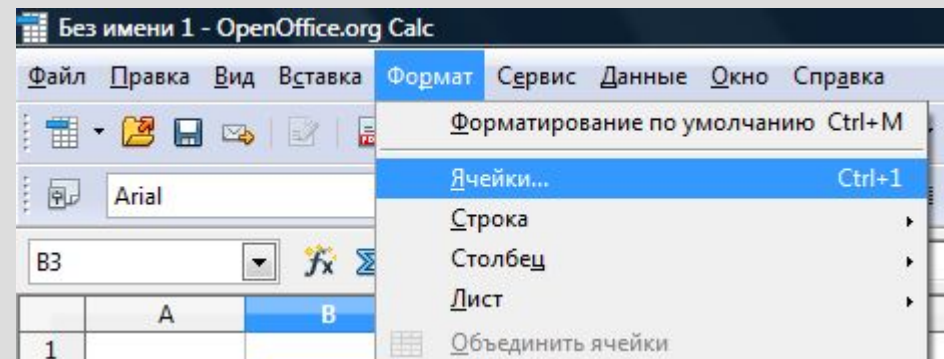 Без имени 1 - OpenOffice.org Calc
Файл Правка Вид Вставка Формат Сервис Данные Окно Справка
Форматирование по умолчанию Ctrl+M
Ячейки... Ctrl+1
Arial
Строка
B3
Столбец
Лист
A B
Объединить ячейки
1